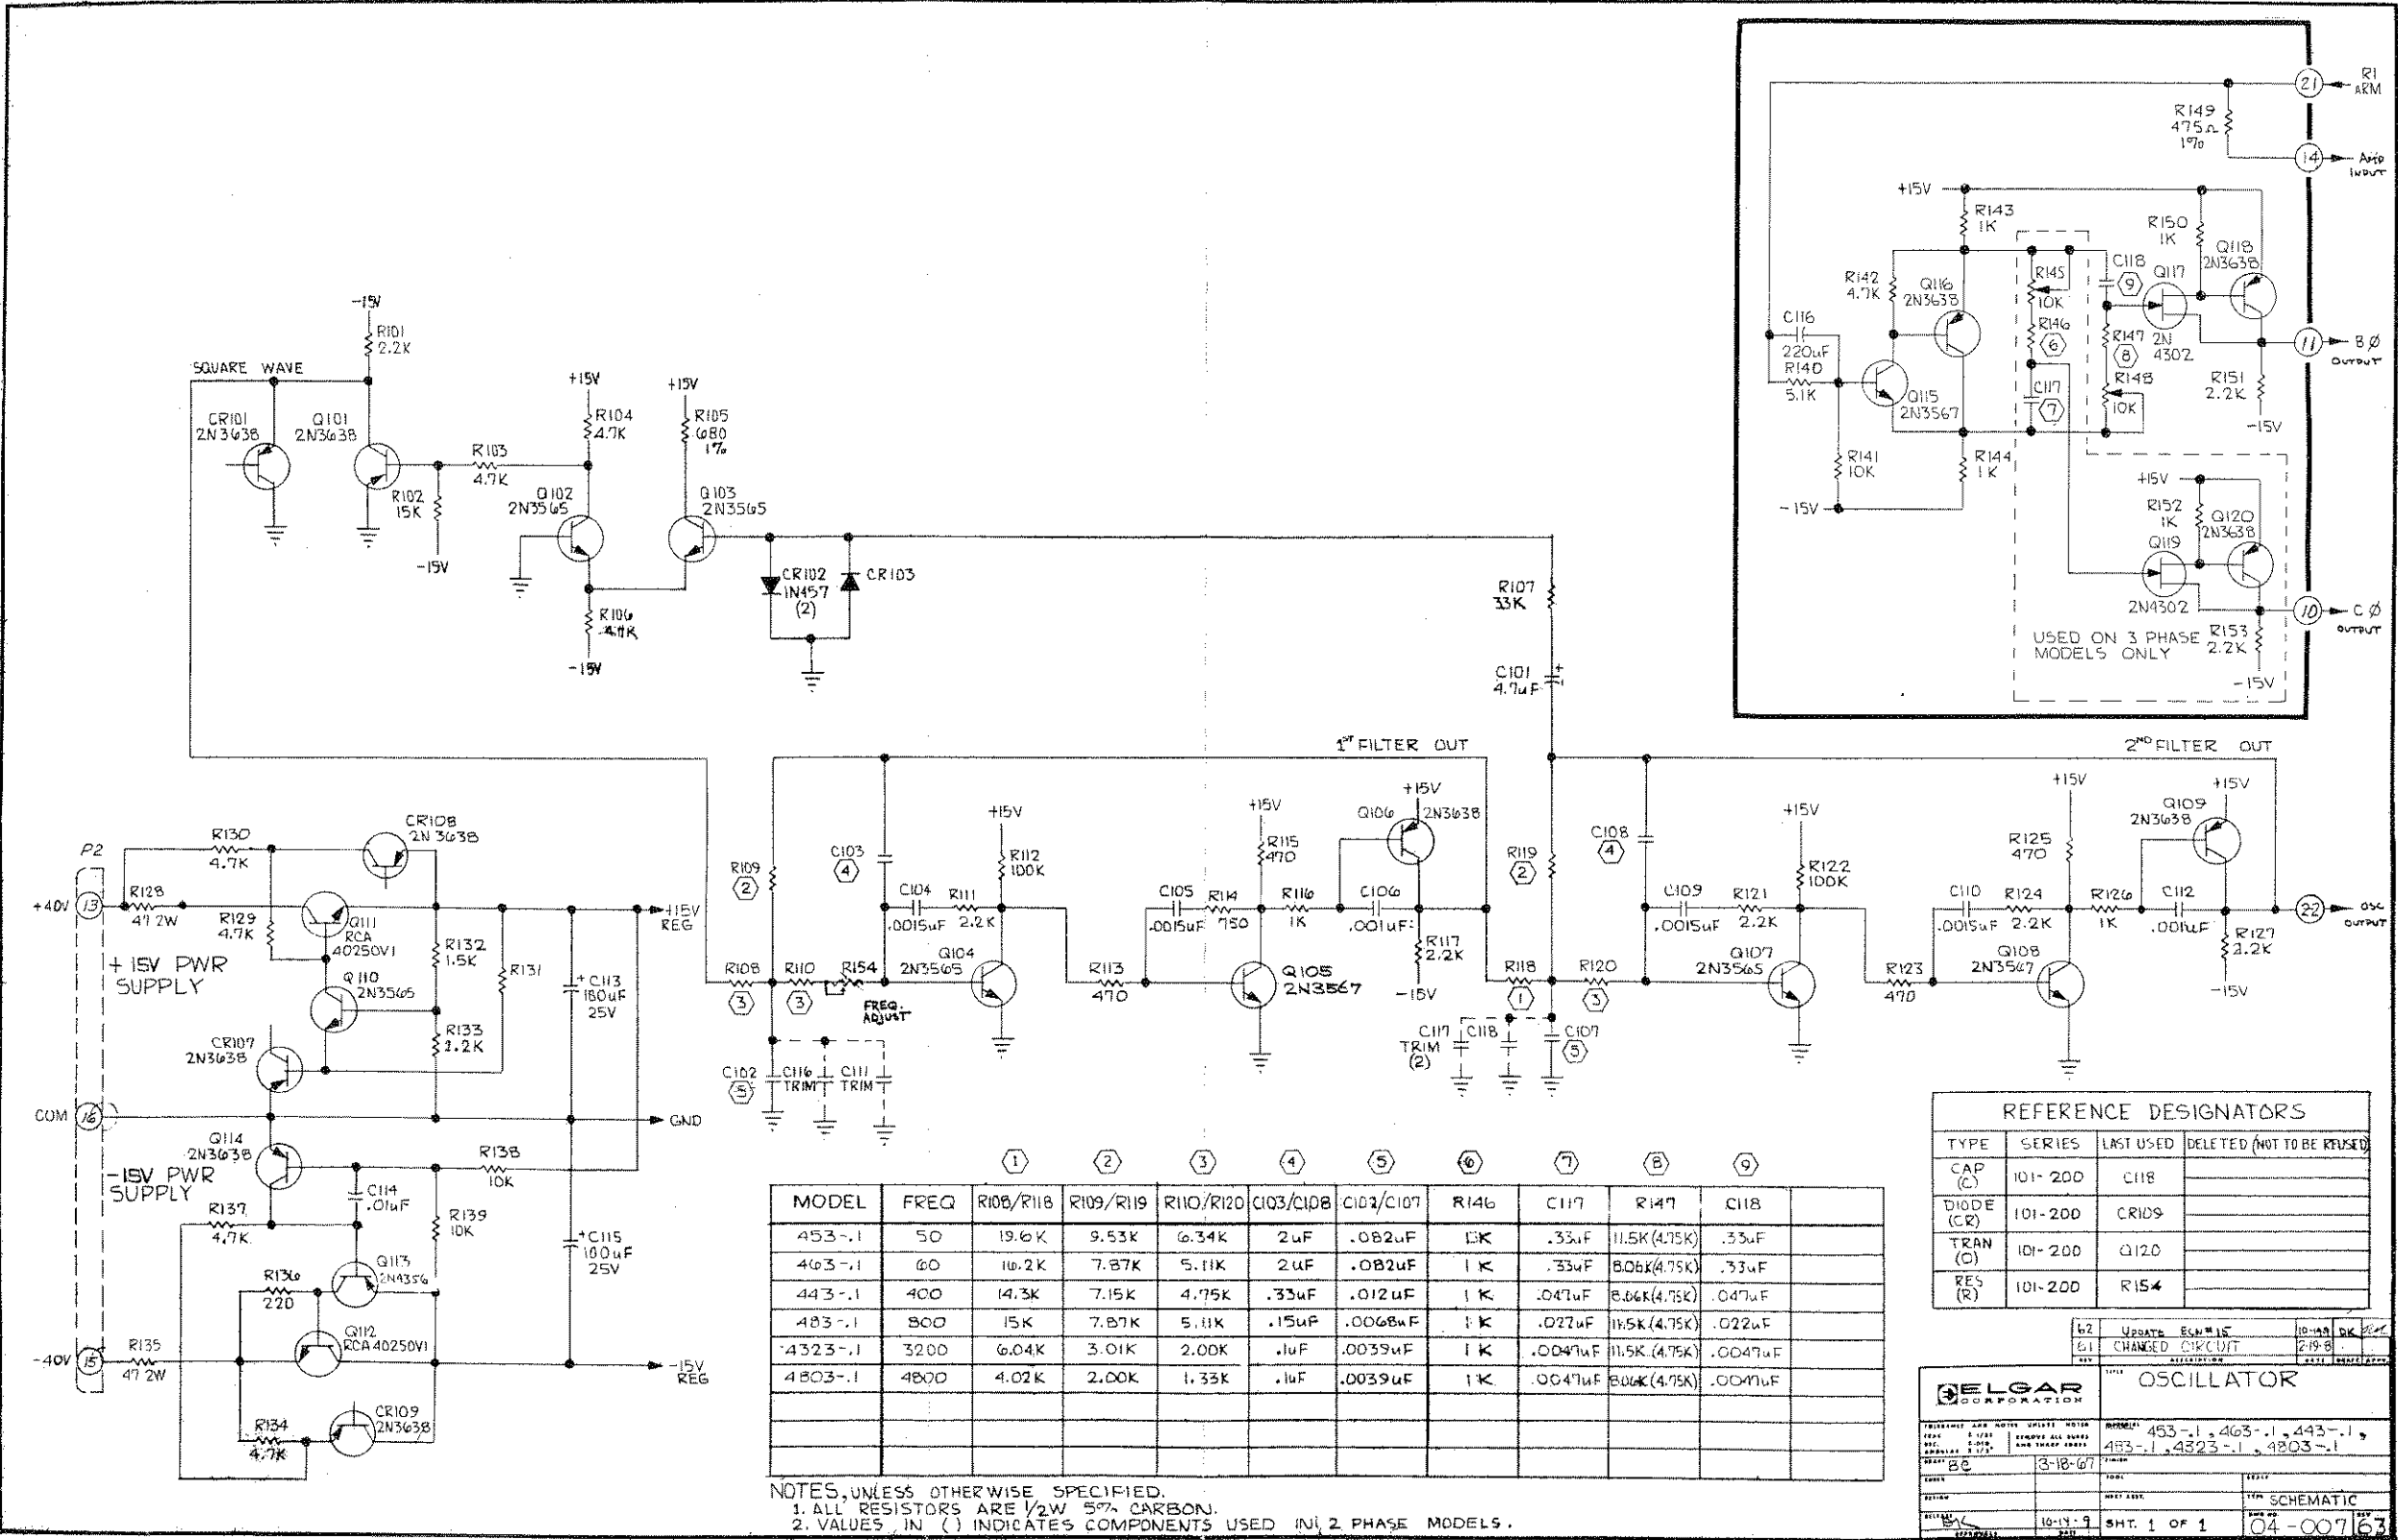 21
R1
ARM
R149
475Ω
1%
14
AMP
INPUT
+15V
R143
1K
R150
1K
Q118
2N3638
C118
9
Q117
2N
4302
R142
4.7K
Q116
2N3638
R145
10K
R146
6
R147
8
C116
220uF
R140
5.1K
Q115
2N3567
C117
7
R148
10K
11
BØ
OUTPUT
R151
2.2K
-15V
R141
10K
R144
1K
-15V
+15V
R152
1K
Q120
2N3638
Q119
2N4302
10
CØ
OUTPUT
USED ON 3 PHASE
MODELS ONLY
R153
2.2K
-15V
-15V
R101
2.2K
SQUARE WAVE
CR101
2N3638
Q101
2N3638
R103
4.7K
R102
15K
-15V
+15V
R104
4.7K
+15V
R105
680
1%
Q102
2N3565
Q103
2N3565
R106
-15V
CR102
1N457
(2)
CR103
R107
33K
C101
4.7uF
+
1ST FILTER OUT
2ND FILTER OUT
+15V
Q106
2N3638
+15V
R115
470
+15V
R112
100K
C103
4
R109
2
C104
.0015uF
R111
2.2K
C105
.0015uF
R114
750
R116
1K
C106
.001uF
R117
2.2K
-15V
R108
3
R110
3
R154
FREQ.
ADJUST
Q104
2N3565
R113
470
Q105
2N3567
C102
5
C116
TRIM
C111
TRIM
R119
2
C108
4
R118
1
R120
3
C117
TRIM
(2)
C118
C107
5
C109
.0015uF
R121
2.2K
+15V
R122
100K
Q107
2N3565
R123
470
+15V
R125
470
C110
.0015uF
R124
2.2K
R126
1K
C112
.001uF
Q108
2N3567
+15V
Q109
2N3638
R127
2.2K
-15V
22
OSC
OUTPUT
P2
+40V
13
R130
4.7K
CR108
2N3638
R128
47 2W
R129
4.7K
Q111
RCA
40250V1
+15V PWR
SUPPLY
Q110
2N3565
R132
1.5K
R131
R133
2.2K
+
C113
180uF
25V
+15V
REG
CR107
2N3638
COM
16
GND
Q114
2N3638
-15V PWR
SUPPLY
R137
4.7K
C114
.01uF
R138
10K
R139
10K
+C115
100uF
25V
R136
220
Q113
2N4356
Q112
RCA 40250V1
-40V
15
R135
47 2W
-15V
REG
R134
4.7K
CR109
2N3638
1 2 3 4 5 6 7 8 9
MODEL FREQ R108/R118 R109/R119 R110/R120 C103/C108 C102/C107 R146 C117 R147 C118
453-.1 50 19.6K 9.53K 6.34K 2uF .082uF 1K .33uF 11.5K(4.75K) .33uF
463-.1 60 16.2K 7.87K 5.11K 2uF .082uF 1K .33uF 8.06K(4.75K) .33uF
443-.1 400 14.3K 7.15K 4.75K .33uF .012uF 1K .047uF 8.06K(4.75K) .047uF
483-.1 800 15K 7.87K 5.11K .15uF .0068uF 1K .022uF 11.5K(4.75K) .022uF
4323-.1 3200 6.04K 3.01K 2.00K .1uF .0039uF 1K .0047uF 11.5K(4.75K) .0047uF
4803-.1 4800 4.02K 2.00K 1.33K .1uF .0039uF 1K .0047uF 8.06K(4.75K) .0047uF
NOTES, UNLESS OTHERWISE SPECIFIED.
1. ALL RESISTORS ARE 1/2W 5% CARBON.
2. VALUES IN () INDICATES COMPONENTS USED IN 2 PHASE MODELS.
REFERENCE DESIGNATORS
TYPE SERIES LAST USED DELETED (NOT TO BE REUSED)
CAP (C) 101-200 C118
DIODE (CR) 101-200 CR109
TRAN (Q) 101-200 Q120
RES (R) 101-200 R154
62 UPDATE ECN#15 DK
61 CHANGED CIRCUIT
ELGAR
CORPORATION
OSCILLATOR
453-.1, 463-.1, 443-.1,
483-.1, 4323-.1, 4803-.1
BC 3-18-67
SCHEMATIC
SHT. 1 OF 1
04-007 63